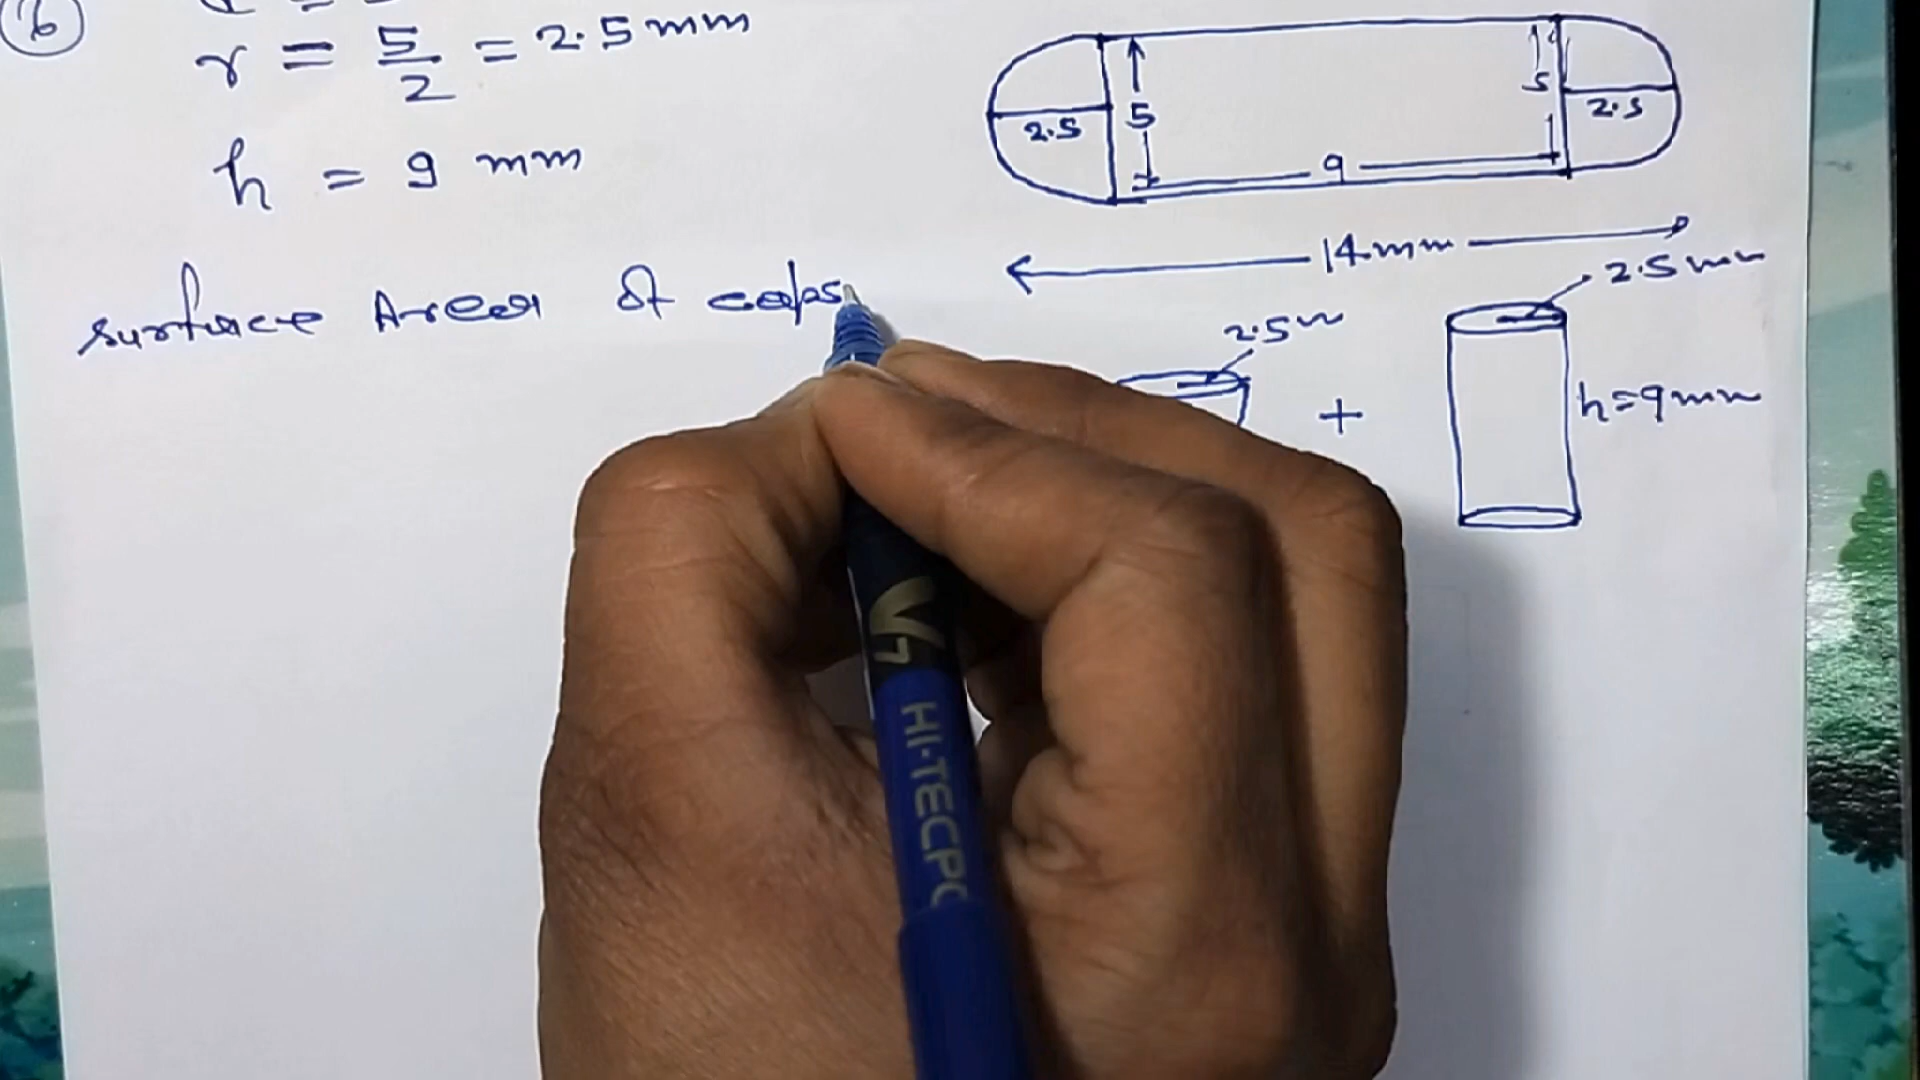 6
r = 5/2 = 2.5 mm
h = 9 mm
surface Area of caps
2.5
5
9
5
2.5
14 mm
2.5 m
+
2.5 mm
h = 9 mm
V7
HI-TECPO